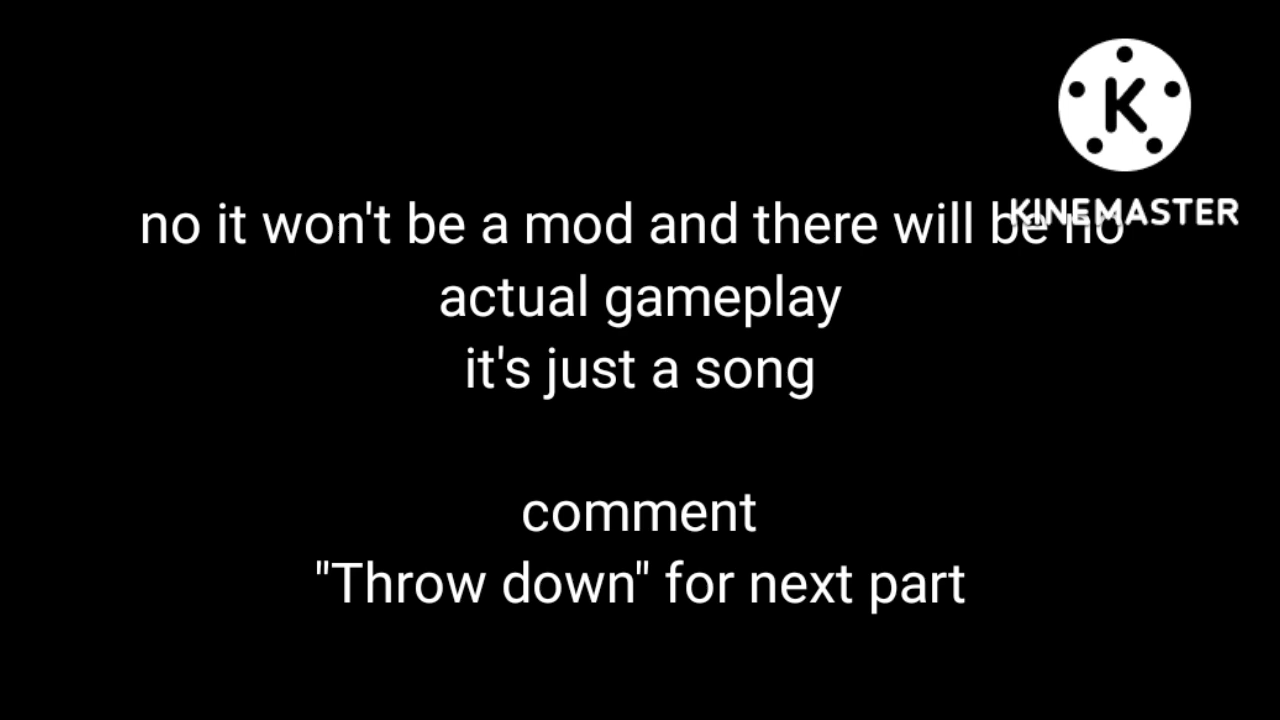 K
KINEMASTER
no it won't be a mod and there will be no
actual gameplay
it's just a song
comment
"Throw down" for next part